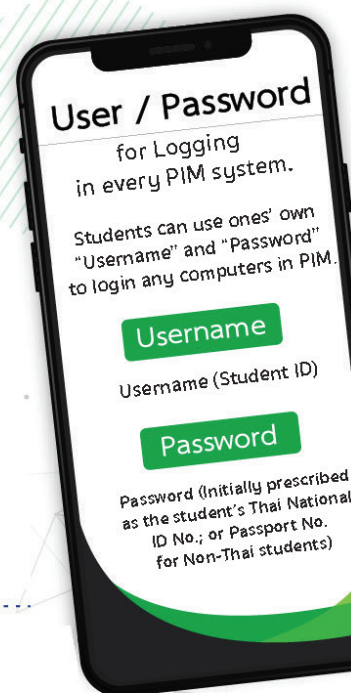 User / Password
for Logging
in every PIM system.
Students can use ones' own
"Username" and "Password"
to login any computers in PIM.
Username
Username (Student ID)
Password
Password (Initially prescribed
as the student's Thai National
ID No.; or Passport No.
for Non-Thai students)